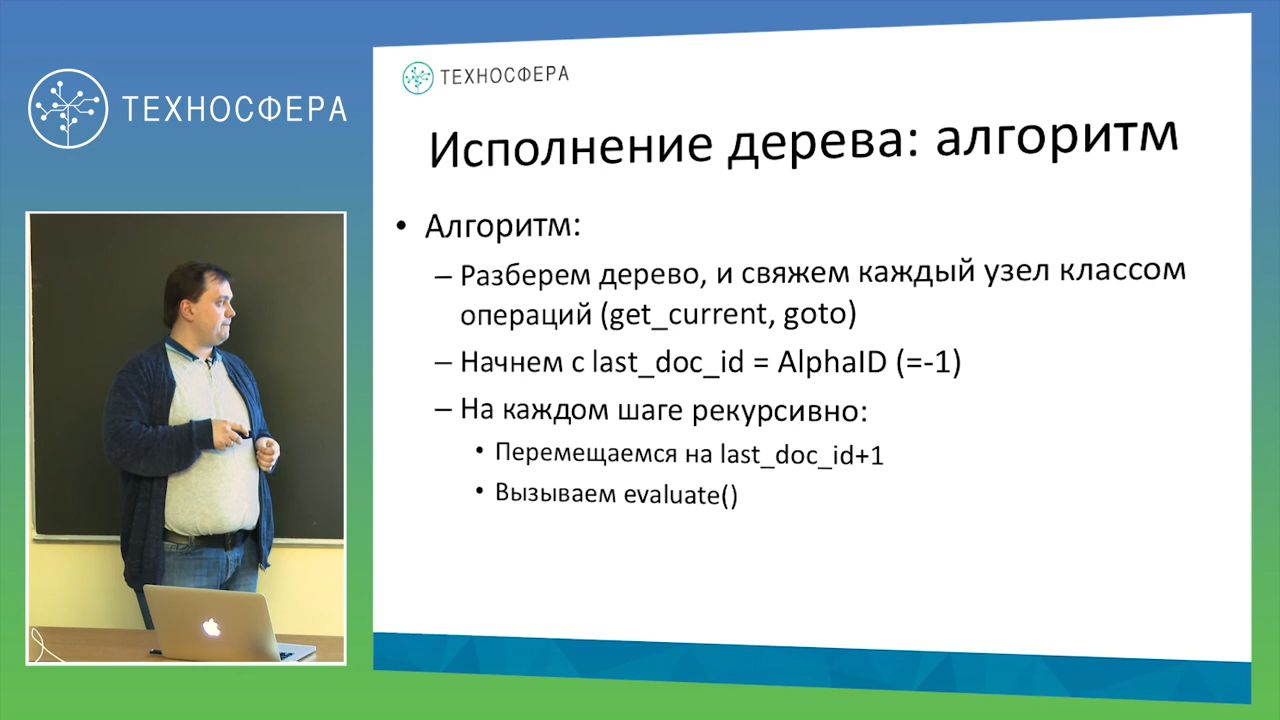 ТЕХНОСФЕРА
ТЕХНОСФЕРА
Исполнение дерева: алгоритм
• Алгоритм:
– Разберем дерево, и свяжем каждый узел классом
операций (get_current, goto)
– Начнем с last_doc_id = AlphaID (=-1)
– На каждом шаге рекурсивно:
• Перемещаемся на last_doc_id+1
• Вызываем evaluate()